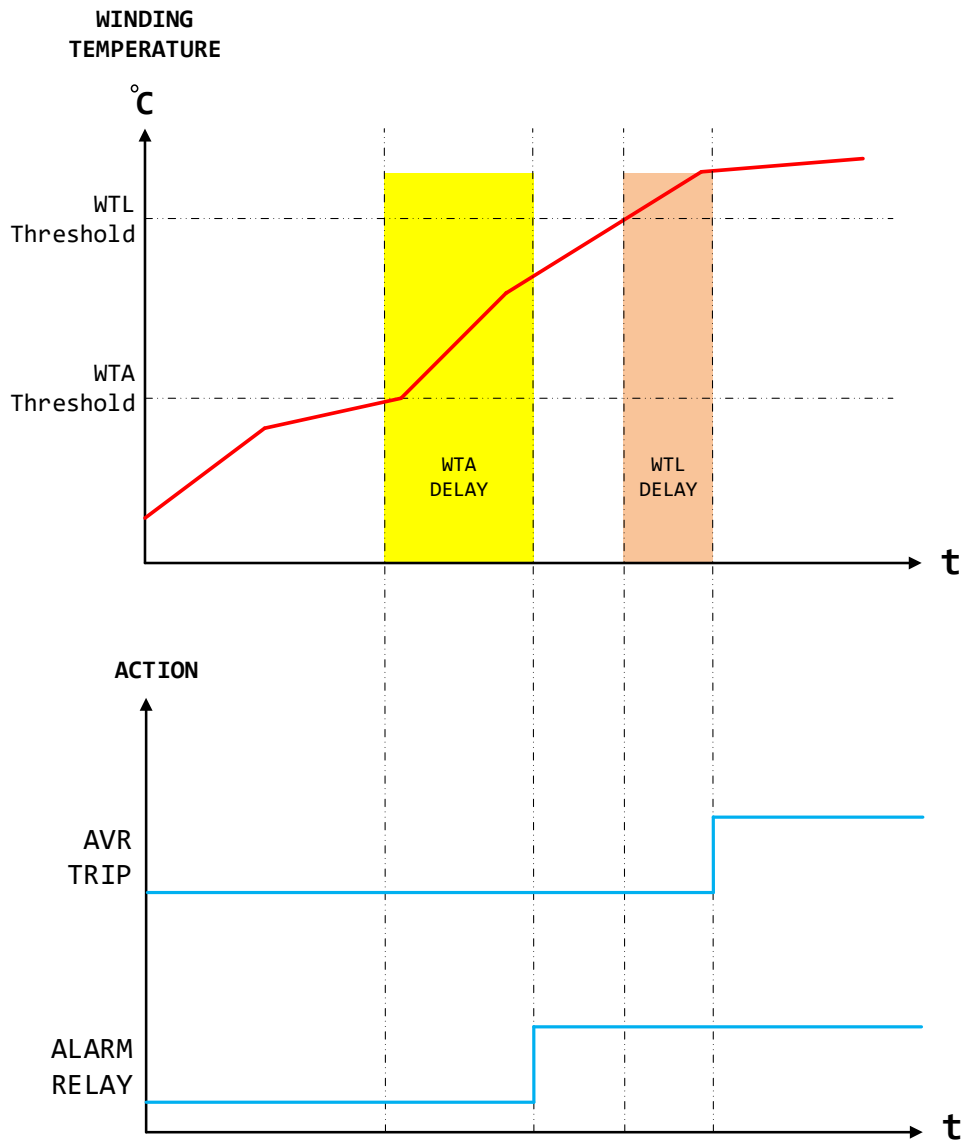 WINDING
TEMPERATURE
°C
WTL
Threshold
WTA
Threshold
WTA
DELAY
WTL
DELAY
t
ACTION
AVR
TRIP
ALARM
RELAY
t